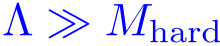 Λ ≫ M_hard